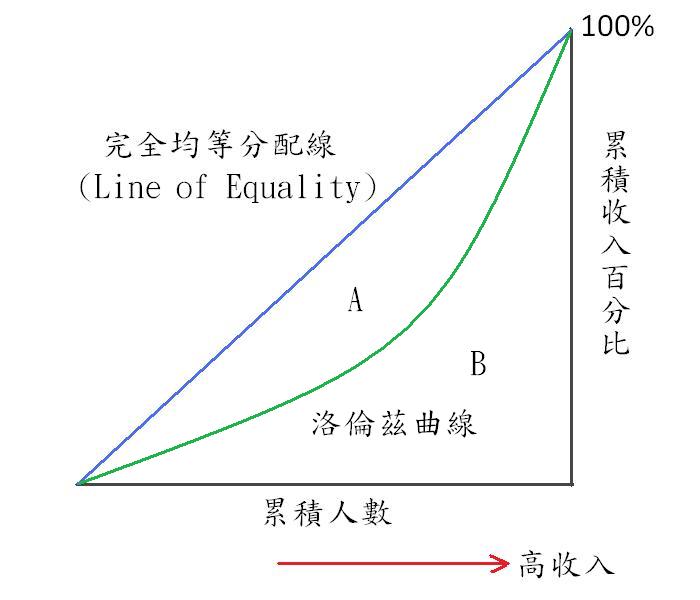 100%
完全均等分配線
(Line of Equality)
累積收入百分比
A
B
洛倫茲曲線
累積人數
高收入